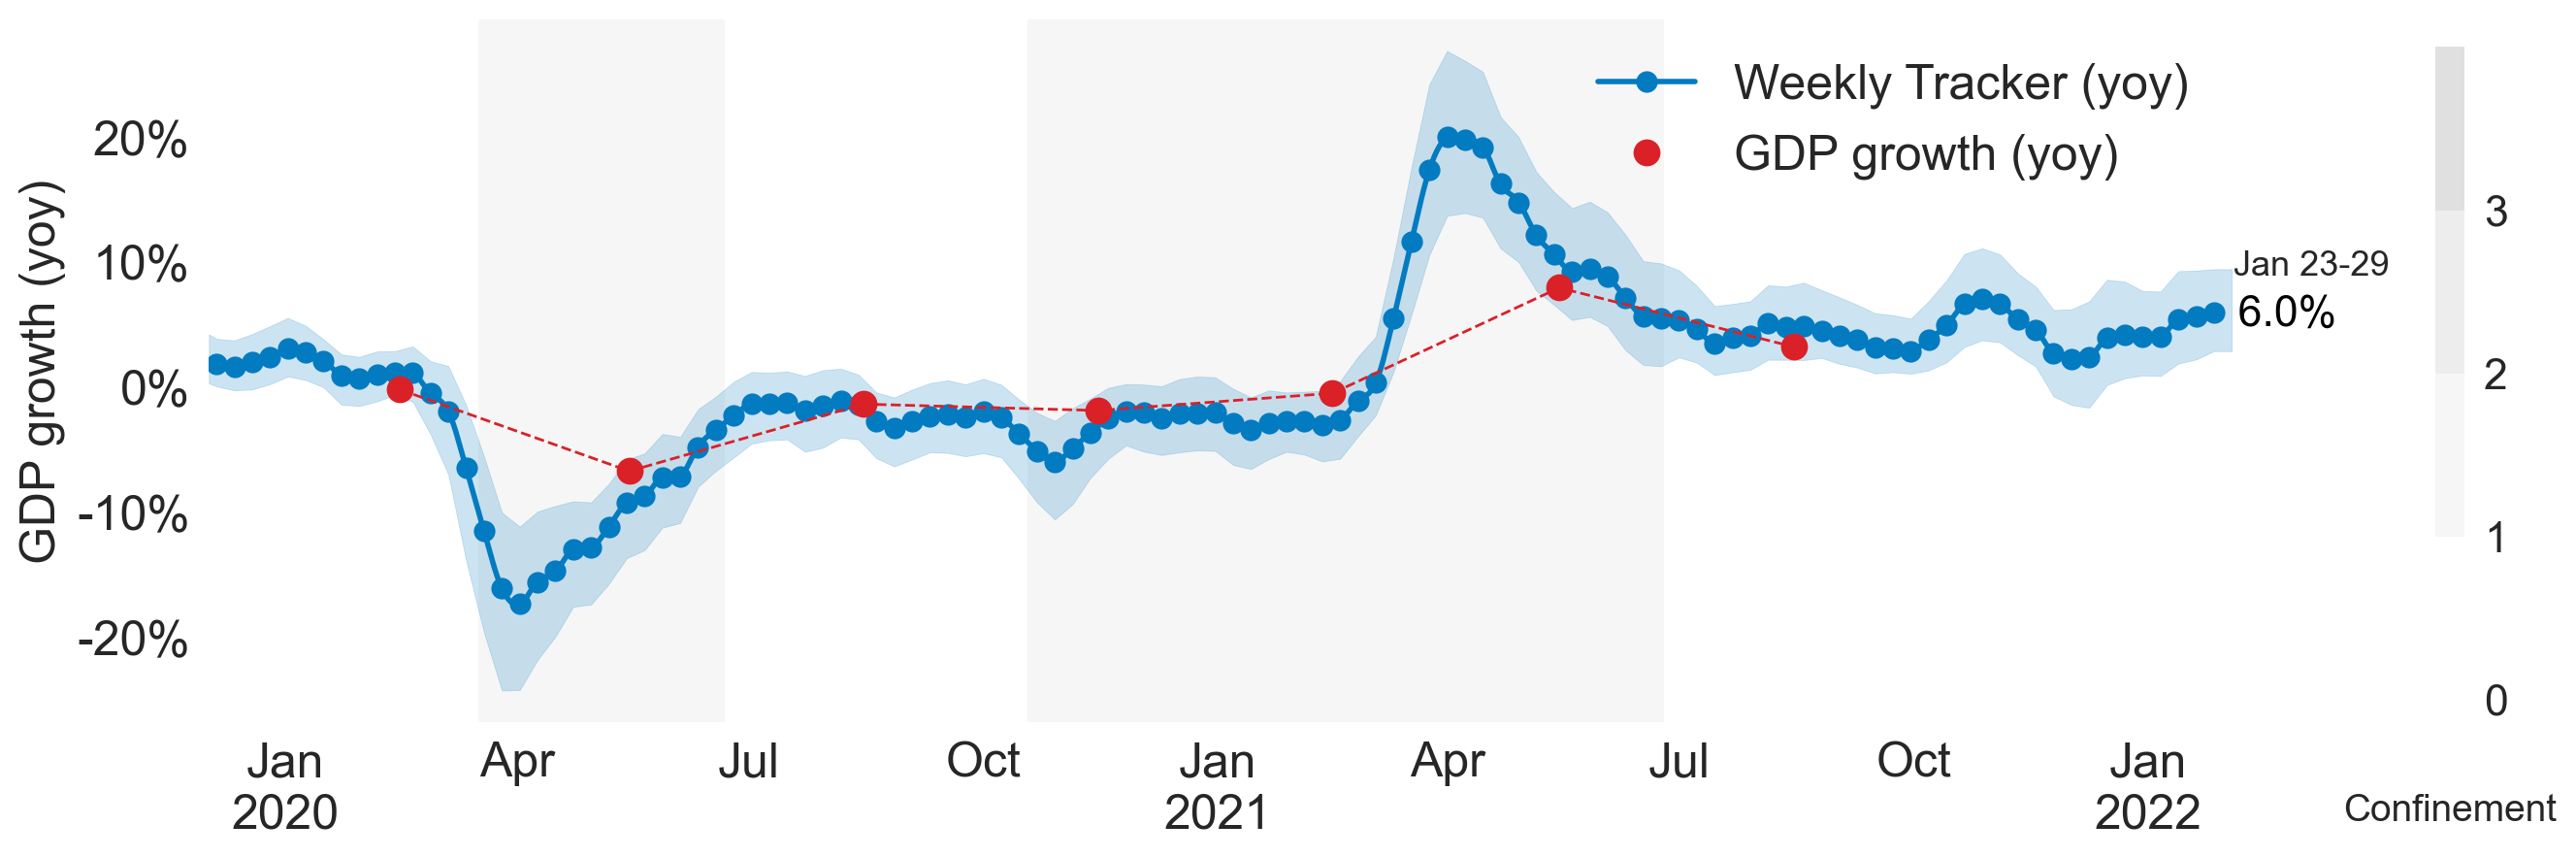 Weekly Tracker (yoy)
GDP growth (yoy)
GDP growth (yoy)
20%
10%
0%
-10%
-20%
Jan 23-29
6.0%
3
2
1
0
Jan Apr Jul Oct Jan Apr Jul Oct Jan
2020 2021 2022
Confinement